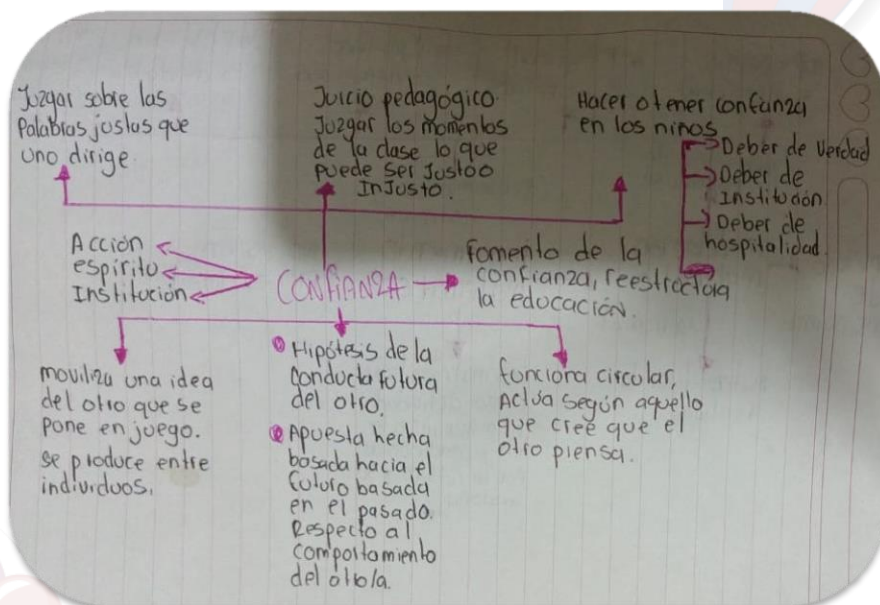 Juzgar sobre las
Palabras justas que
uno dirige.
Juicio pedagógico.
Juzgar los momentos
de la clase lo que
puede ser Justo o
InJusto.
Hacer o tener confianza
en los niños
Deber de Verdad
Deber de
Institución
Deber de
hospitalidad.
Acción
espíritu
Institución
CONFIANZA
fomento de la
confianza, reestructura
la educación.
moviliza una idea
del otro que se
pone en juego.
se produce entre
individuos.
Hipótesis de la
conducta futura
del otro.
Apuesta hecha
basada hacia el
futuro basada
en el pasado.
Respecto al
comportamiento
del otro/a.
funciona circular,
Actúa según aquello
que cree que el
otro piensa.